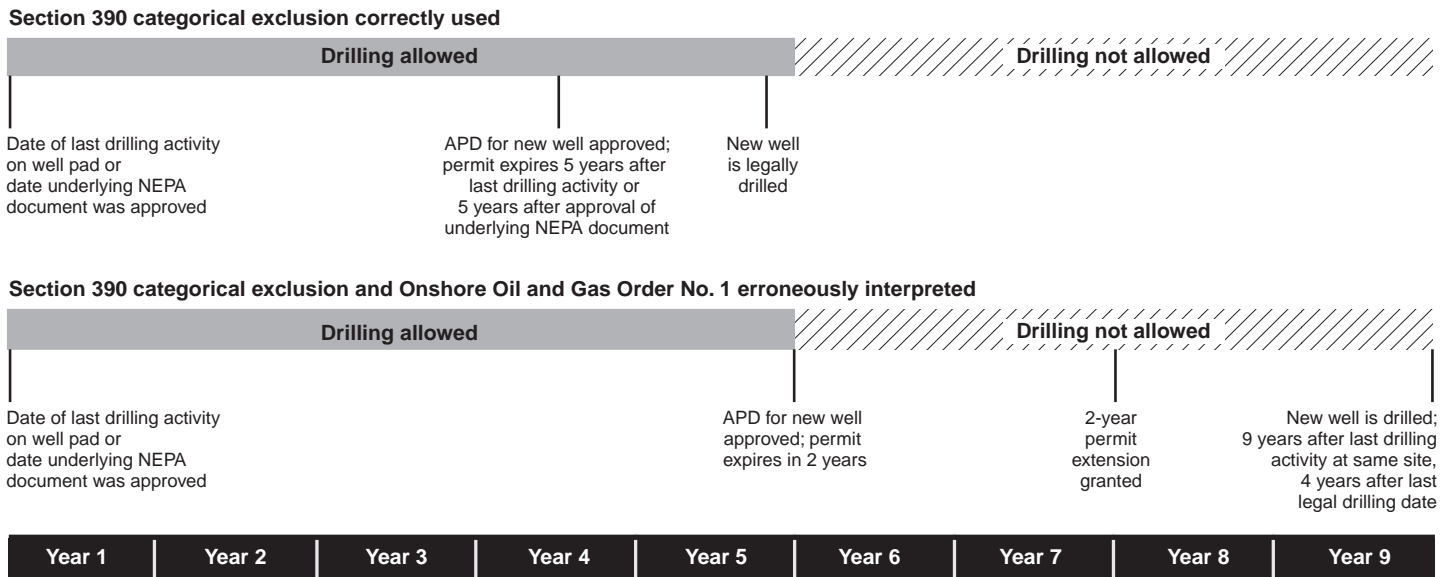 Section 390 categorical exclusion correctly used
Drilling allowed
Drilling not allowed
Date of last drilling activity
on well pad or
date underlying NEPA
document was approved
APD for new well approved;
permit expires 5 years after
last drilling activity or
5 years after approval of
underlying NEPA document
New well
is legally
drilled
Section 390 categorical exclusion and Onshore Oil and Gas Order No. 1 erroneously interpreted
Drilling allowed
Drilling not allowed
Date of last drilling activity
on well pad or
date underlying NEPA
document was approved
APD for new well
approved; permit
expires in 2 years
2-year
permit
extension
granted
New well is drilled;
9 years after last drilling
activity at same site,
4 years after last
legal drilling date
Year 1 Year 2 Year 3 Year 4 Year 5 Year 6 Year 7 Year 8 Year 9